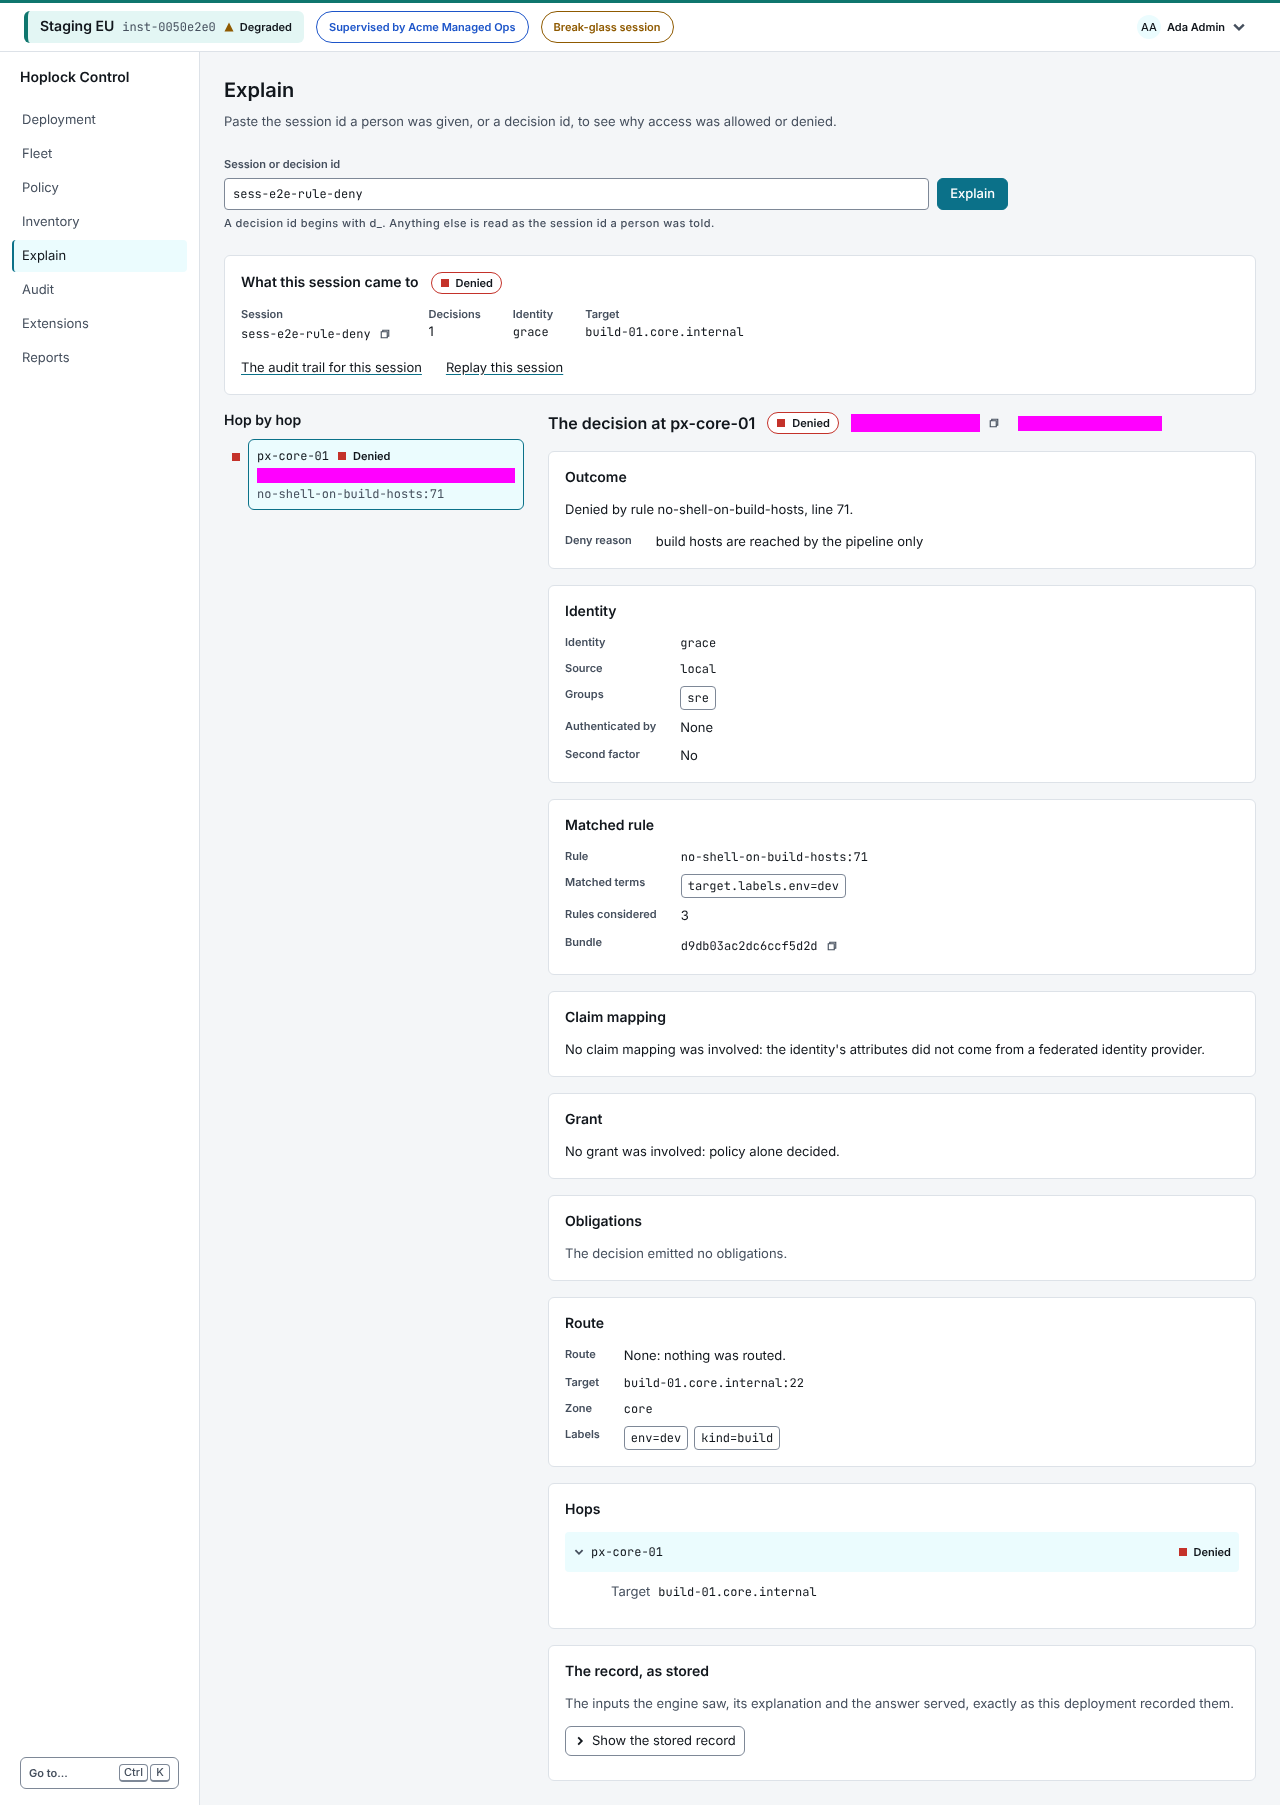 Staging EU inst-0050e2e0 Degraded Supervised by Acme Managed Ops Break-glass session AA Ada Admin
Hoplock Control
Deployment
Fleet
Policy
Inventory
Explain
Audit
Extensions
Reports
Go to... Ctrl K
Explain
Paste the session id a person was given, or a decision id, to see why access was allowed or denied.
Session or decision id
sess-e2e-rule-deny Explain
A decision id begins with d_. Anything else is read as the session id a person was told.
What this session came to Denied
Session Decisions Identity Target
sess-e2e-rule-deny 1 grace build-01.core.internal
The audit trail for this session Replay this session
Hop by hop
px-core-01 Denied
no-shell-on-build-hosts:71
The decision at px-core-01 Denied
Outcome
Denied by rule no-shell-on-build-hosts, line 71.
Deny reason build hosts are reached by the pipeline only
Identity
Identity grace
Source local
Groups sre
Authenticated by None
Second factor No
Matched rule
Rule no-shell-on-build-hosts:71
Matched terms target.labels.env=dev
Rules considered 3
Bundle d9db03ac2dc6ccf5d2d
Claim mapping
No claim mapping was involved: the identity's attributes did not come from a federated identity provider.
Grant
No grant was involved: policy alone decided.
Obligations
The decision emitted no obligations.
Route
Route None: nothing was routed.
Target build-01.core.internal:22
Zone core
Labels env=dev kind=build
Hops
px-core-01 Denied
Target build-01.core.internal
The record, as stored
The inputs the engine saw, its explanation and the answer served, exactly as this deployment recorded them.
Show the stored record